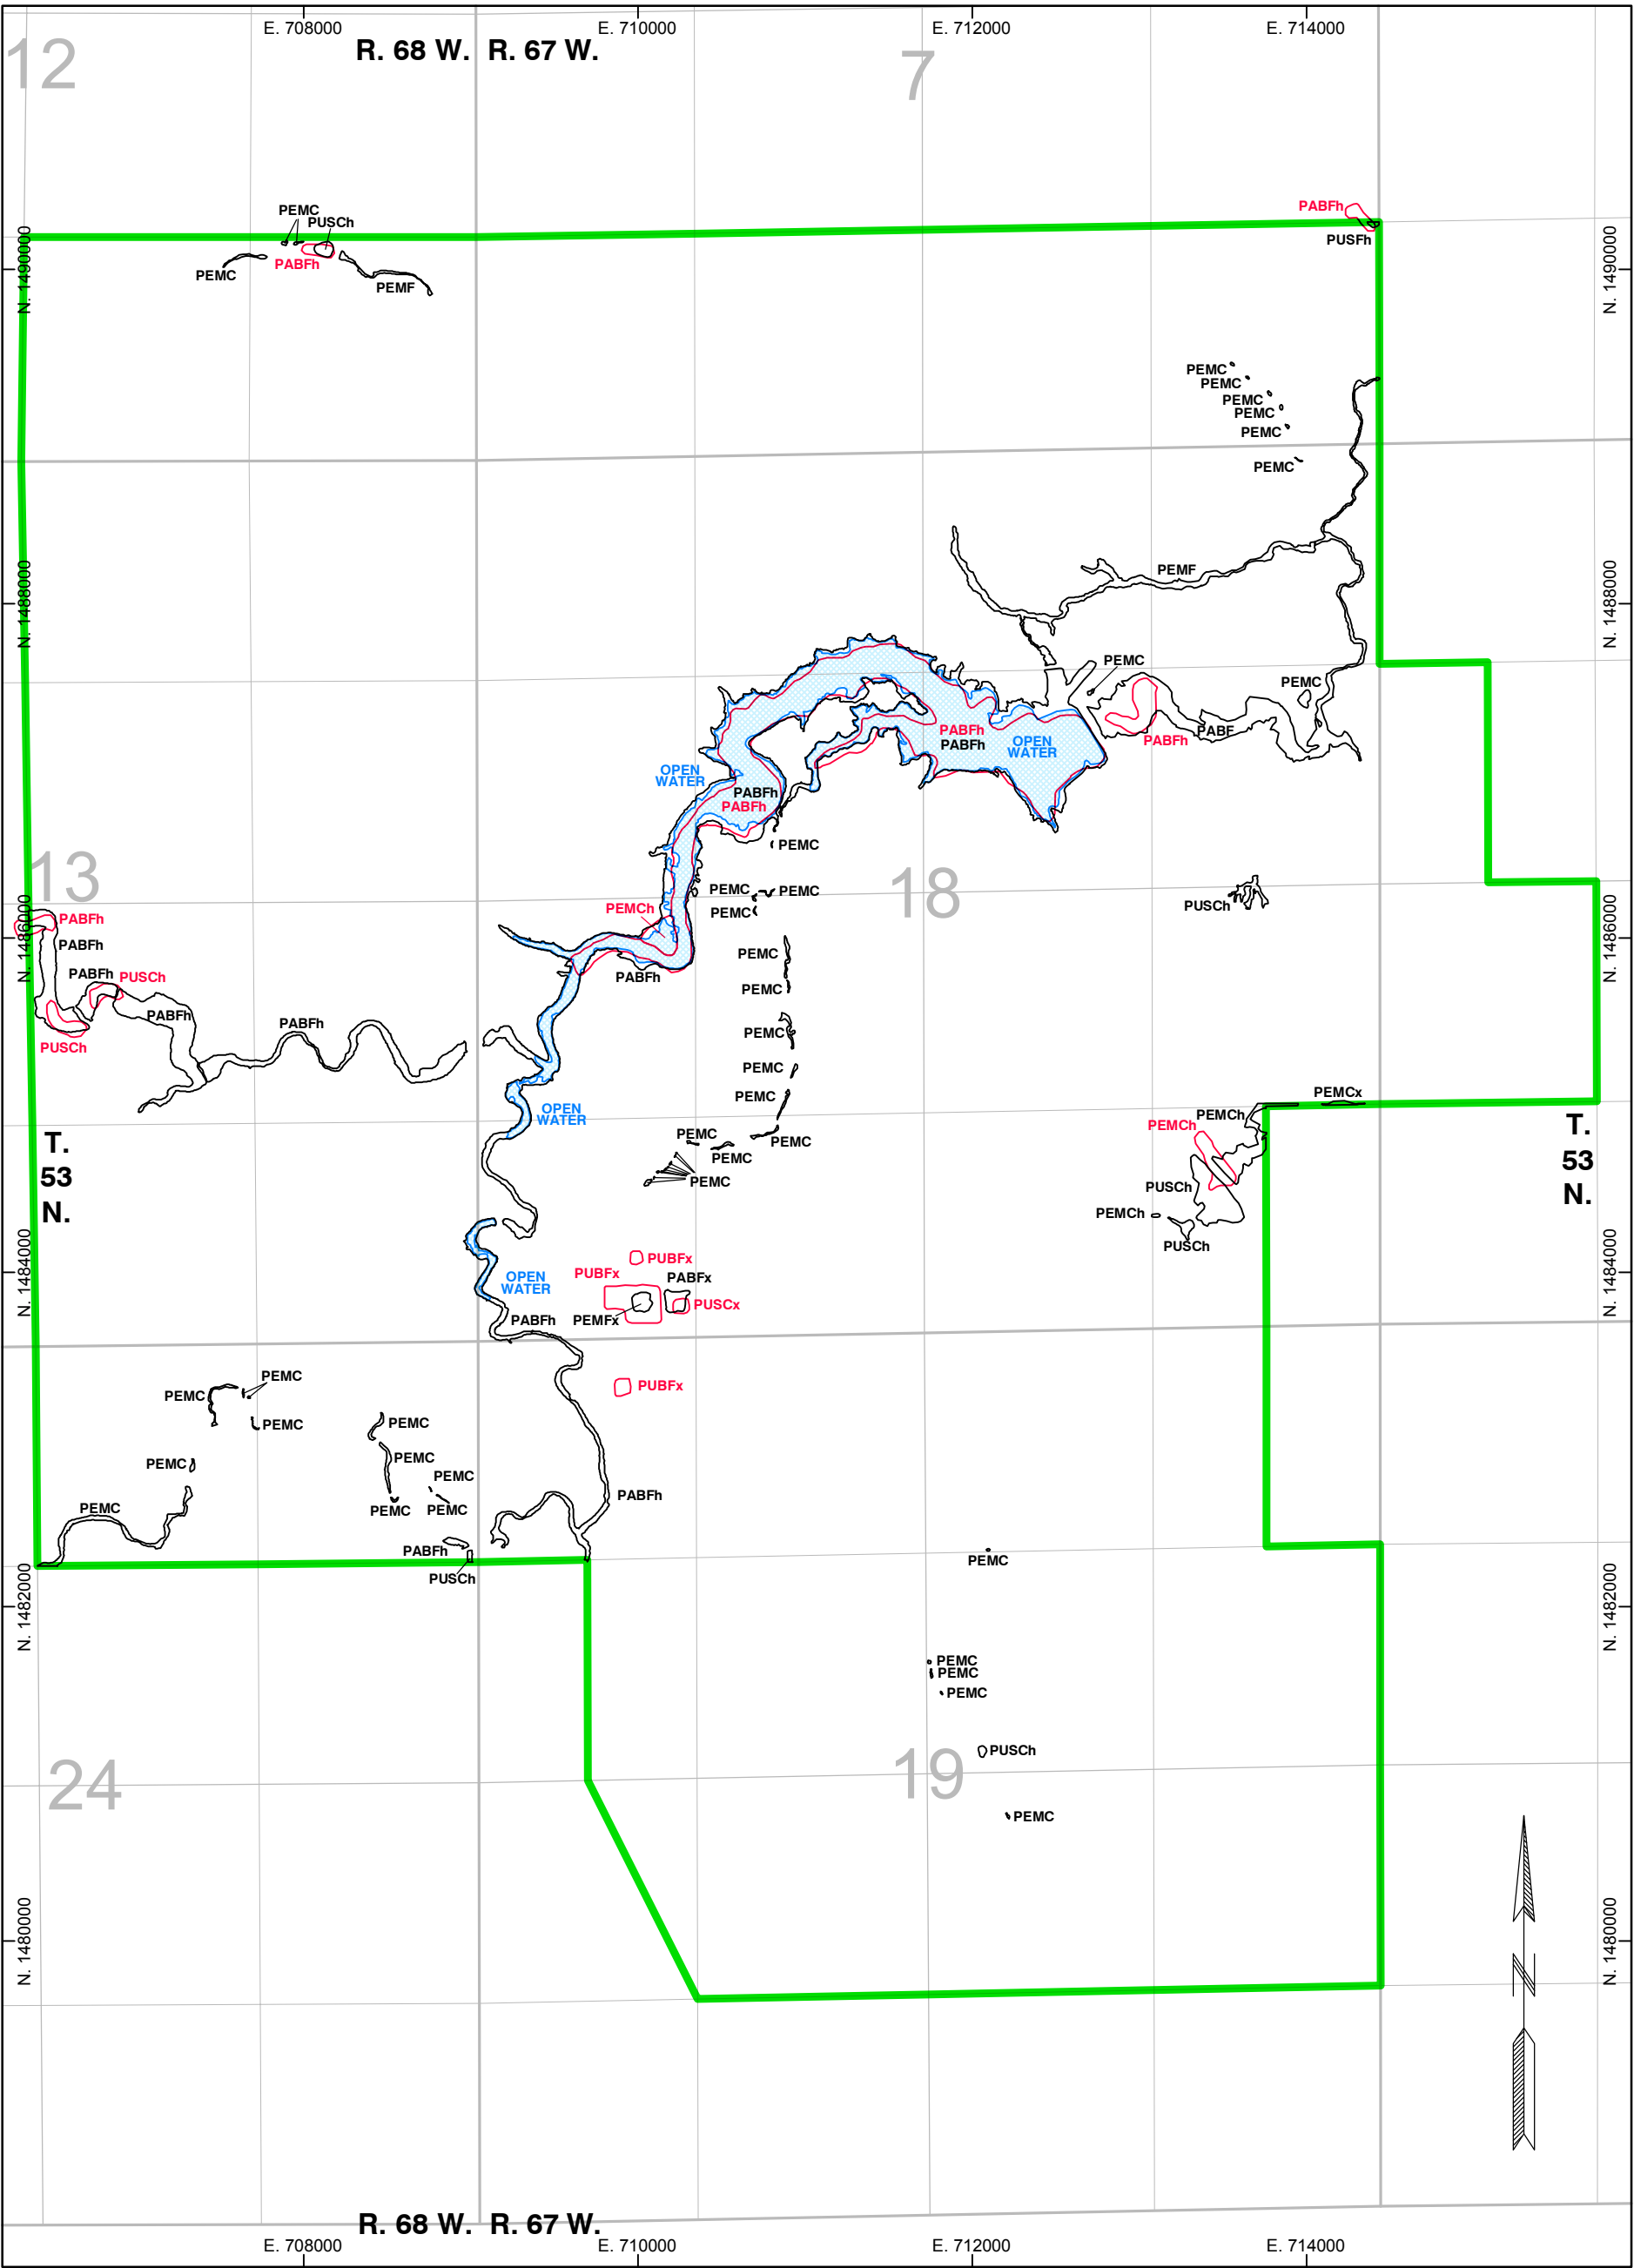 E. 708000
E. 710000
E. 712000
E. 714000
R. 68 W. R. 67 W.
12
7
PEMC
PUSCh
PABFh
PEMC
PEMF
PABFh
PUSFh
N. 1490000
N. 1490000
PEMC
PEMC
PEMC
PEMC
PEMC
PEMC
PEMF
N. 1488000
N. 1488000
PEMC
PEMC
PABFh
PABFh
PABFh
PABF
OPEN
WATER
OPEN
WATER
PABFh
PABFh
PEMC
13
18
PEMC
PEMC
PEMC
PUSCh
PEMCh
PABFh
PABFh
N. 1486000
N. 1486000
PEMC
PABFh
PABFh
PUSCh
PEMC
PABFh
PABFh
PUSCh
PEMC
PEMC
PEMC
OPEN
WATER
PEMCx
PEMCh
PEMCh
PEMC
PEMC
PEMC
PEMC
T.
53
N.
T.
53
N.
PUSCh
PEMCh
PUSCh
N. 1484000
N. 1484000
PUBFx
PUBFx
PABFx
OPEN
WATER
PUSCx
PABFh
PEMFx
PEMC
PEMC
PUBFx
PEMC
PEMC
PEMC
PEMC
PEMC
PEMC
PEMC
PEMC
PABFh
PABFh
PUSCh
PEMC
N. 1482000
N. 1482000
PEMC
PEMC
PEMC
PUSCh
24
19
PEMC
N. 1480000
N. 1480000
N
R. 68 W. R. 67 W.
E. 708000
E. 710000
E. 712000
E. 714000